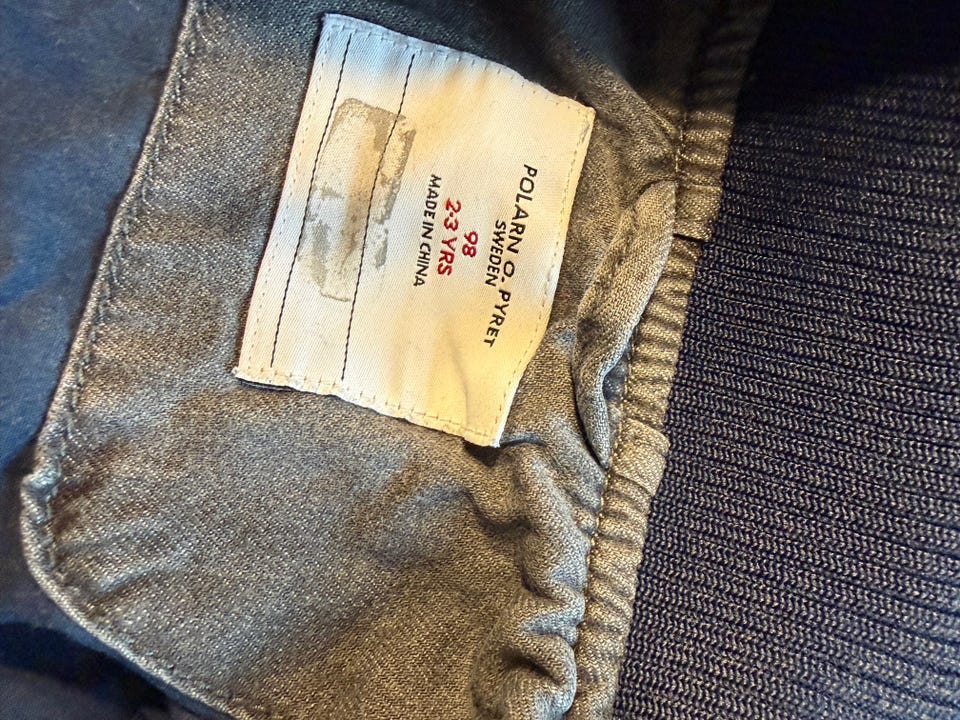 POLARN O. PYRET
SWEDEN
98
2-3 YRS
MADE IN CHINA